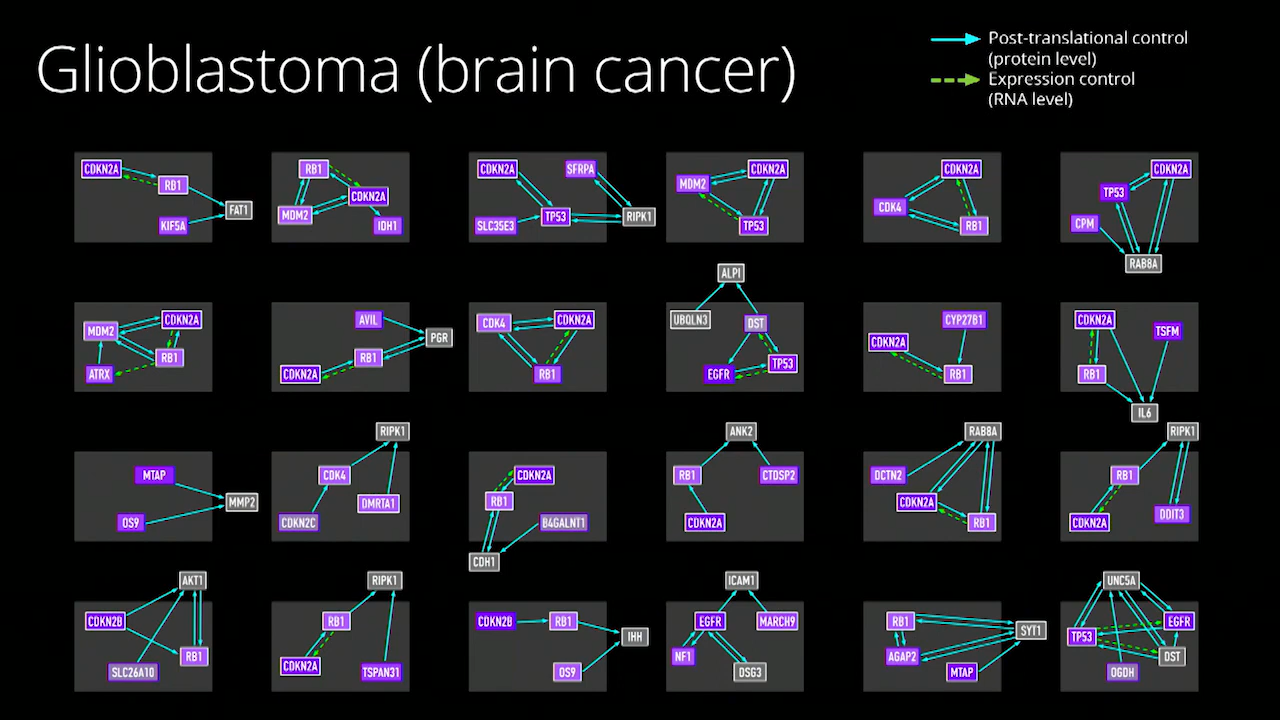 Glioblastoma (brain cancer)
Post-translational control
(protein level)
Expression control
(RNA level)
CDKN2A
RB1
FAT1
KIF5A
RB1
CDKN2A
MDM2
IDH1
CDKN2A
SFRPA
SLC35E3
TP53
RIPK1
CDKN2A
MDM2
TP53
CDKN2A
CDK4
RB1
CDKN2A
TP53
CPM
RAB8A
MDM2
CDKN2A
RB1
ATRX
AVIL
PGR
RB1
CDKN2A
CDK4
CDKN2A
RB1
ALPI
UBQLN3
DST
TP53
EGFR
CYP27B1
CDKN2A
RB1
CDKN2A
TSFM
RB1
IL6
MTAP
MMP2
OS9
RIPK1
CDK4
DMRTA1
CDKN2C
CDKN2A
RB1
B4GALNT1
CDH1
ANK2
RB1
CTDSP2
CDKN2A
RAB8A
DCTN2
CDKN2A
RB1
RIPK1
RB1
DDIT3
CDKN2A
AKT1
CDKN2B
RB1
SLC26A10
RIPK1
RB1
CDKN2A
TSPAN31
CDKN2B
RB1
IHH
OS9
ICAM1
EGFR
MARCH9
NF1
DSG3
RB1
SYT1
AGAP2
MTAP
UNC5A
EGFR
TP53
DST
OGDH